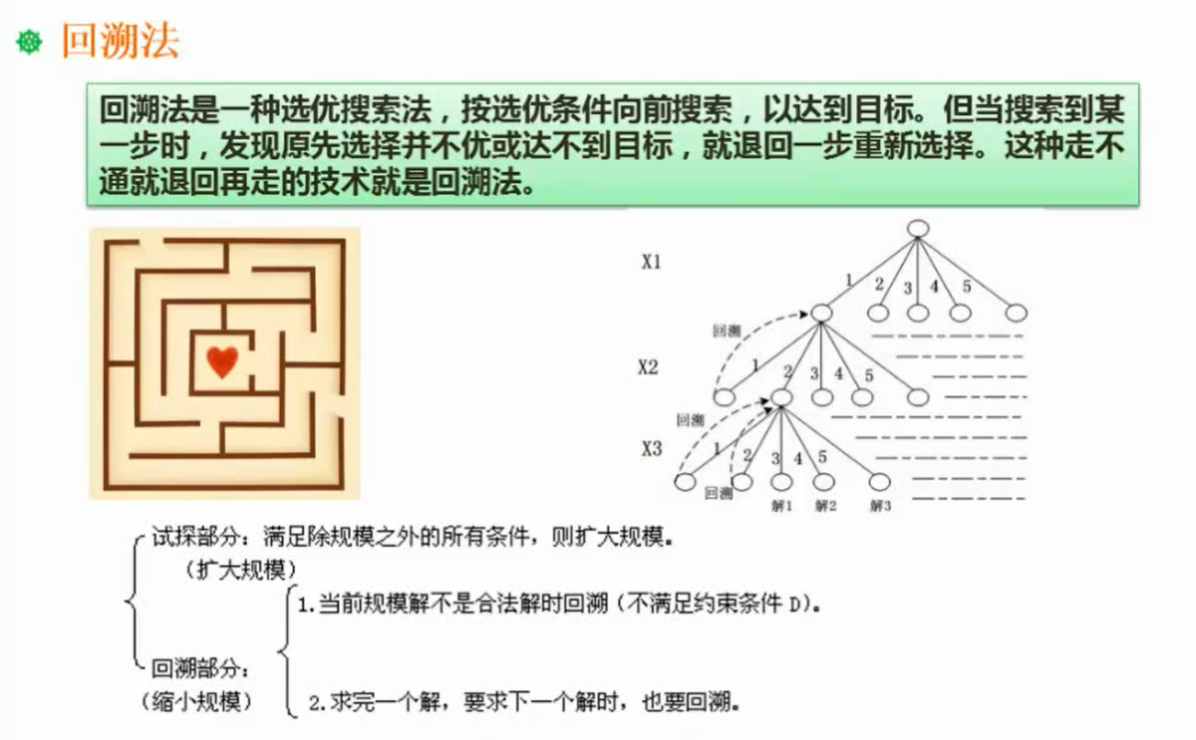 回溯法
回溯法是一种选优搜索法，按选优条件向前搜索，以达到目标。但当搜索到某
一步时，发现原先选择并不优或达不到目标，就退回一步重新选择。这种走不
通就退回再走的技术就是回溯法。
X1
1 2 3 4 5
回溯
X2
1 2 3 4 5
回溯
X3
1 2 3 4 5
回溯
解1 解2 解3
试探部分：满足除规模之外的所有条件，则扩大规模。
（扩大规模）
1.当前规模解不是合法解时回溯（不满足约束条件 D）。
回溯部分：
（缩小规模）
2.求完一个解，要求下一个解时，也要回溯。